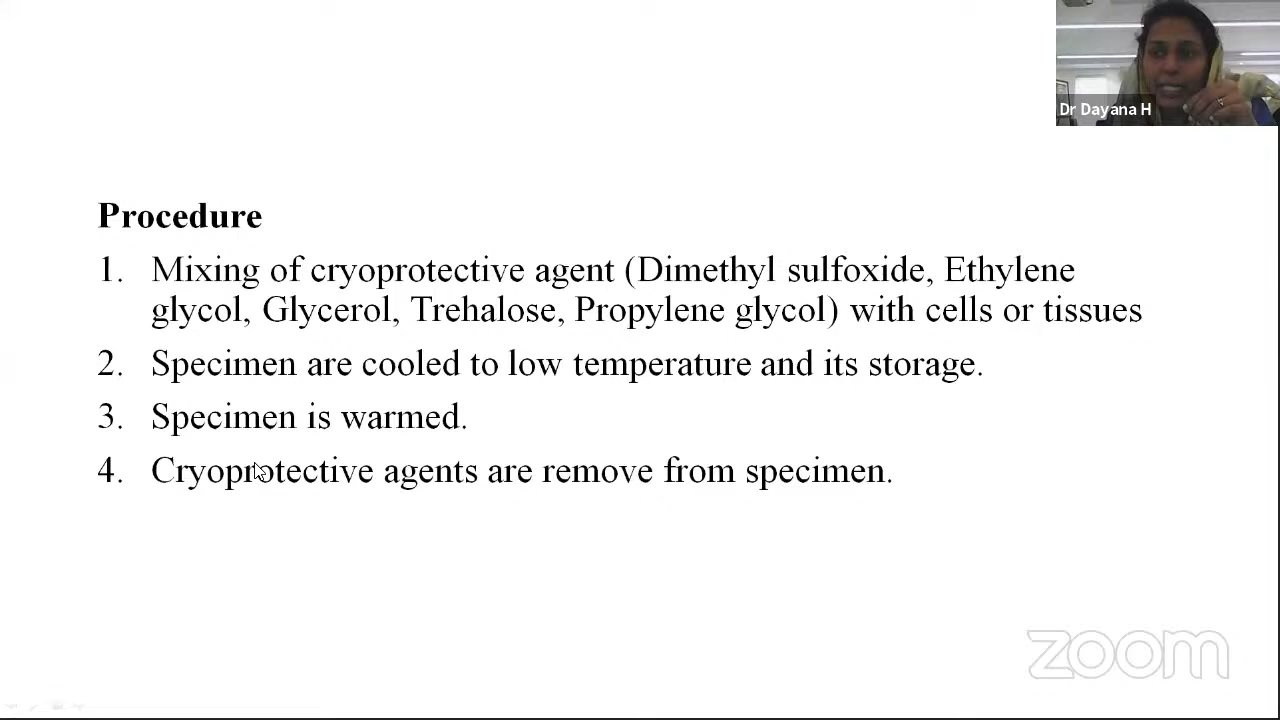 Dr Dayana H
Procedure
1. Mixing of cryoprotective agent (Dimethyl sulfoxide, Ethylene
glycol, Glycerol, Trehalose, Propylene glycol) with cells or tissues
2. Specimen are cooled to low temperature and its storage.
3. Specimen is warmed.
4. Cryoprotective agents are remove from specimen.
zoom